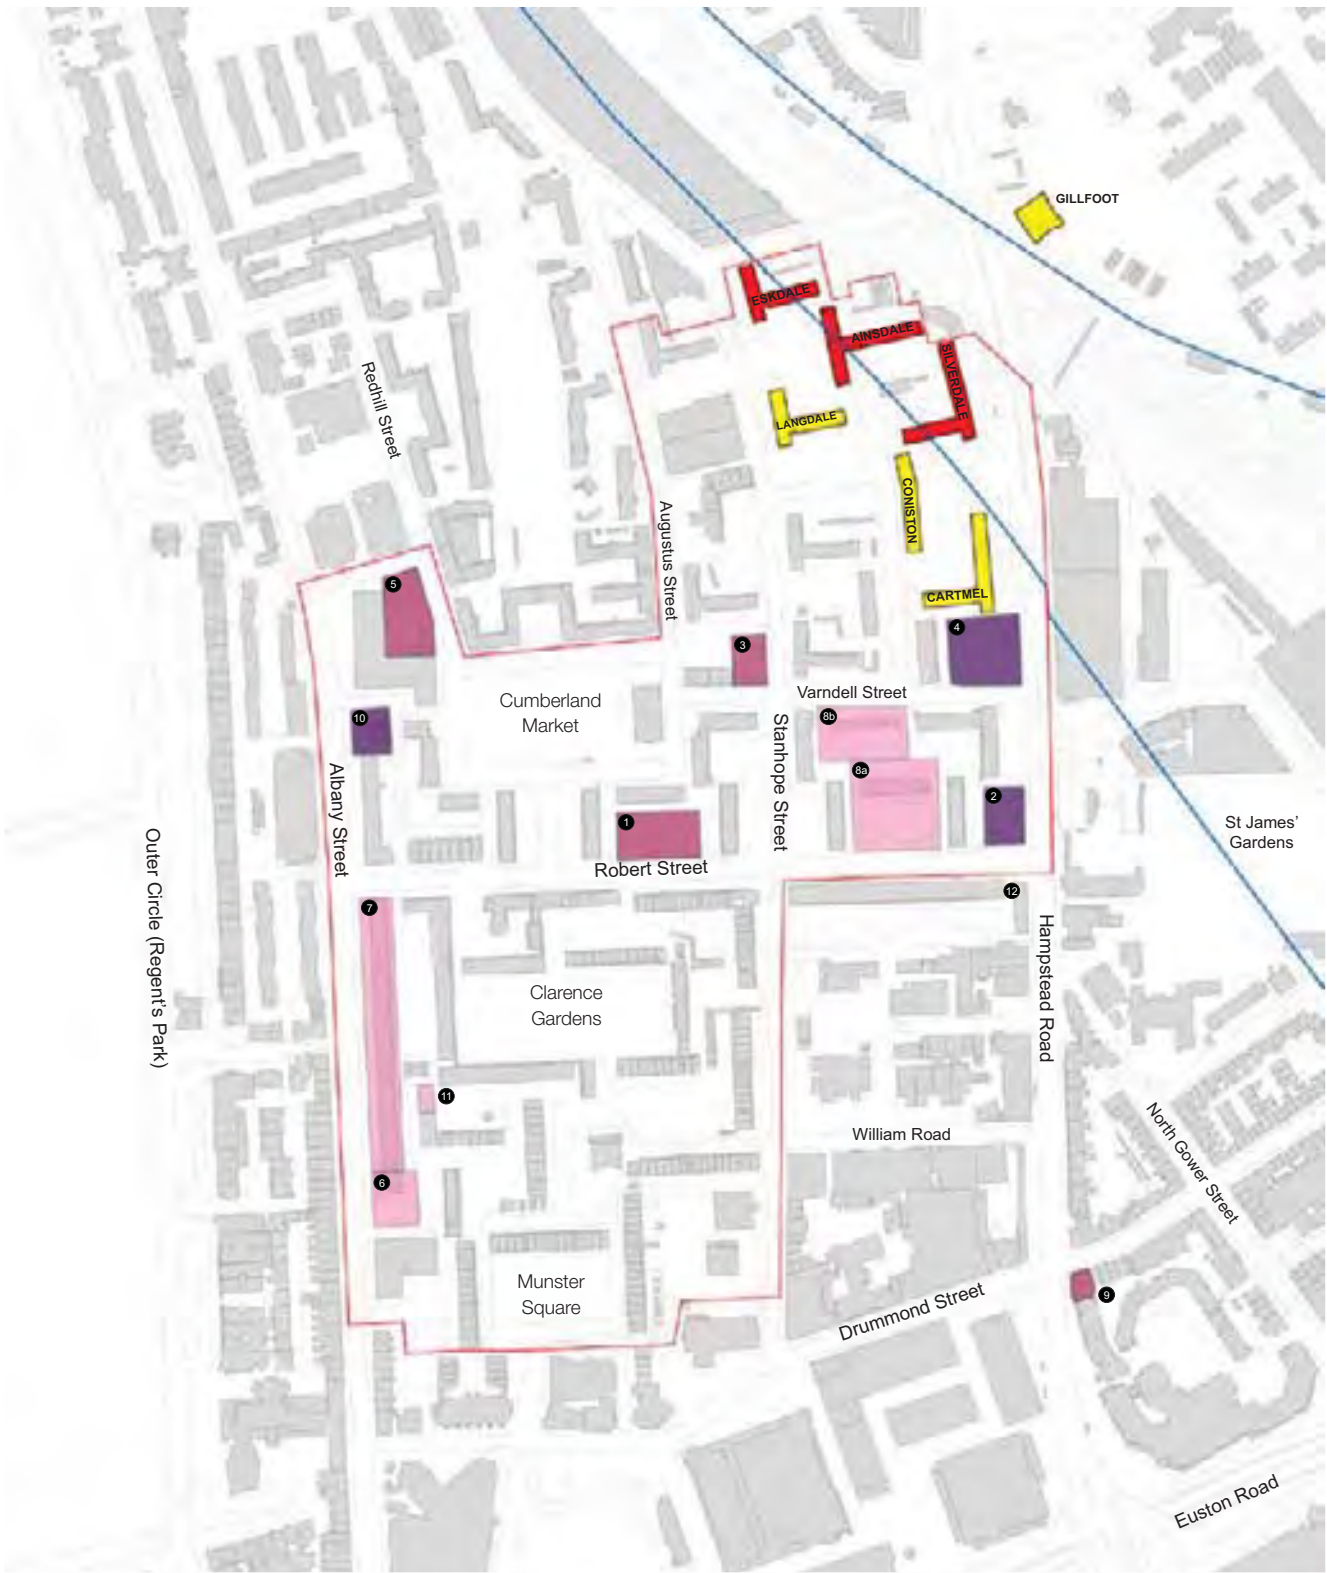 GILLFOOT
ESKDALE
AINSDALE
SILVERDALE
LANGDALE
Redhill Street
CONISTON
Augustus Street
5
CARTMEL
4
3
Cumberland
Market
Varndell Street
10
8b
Stanhope Street
8a
Albany Street
2
1
St James'
Gardens
Outer Circle (Regent's Park)
Robert Street
12
7
Hampstead Road
Clarence
Gardens
11
William Road
North Gower Street
6
Munster
Square
Drummond Street
9
Euston Road